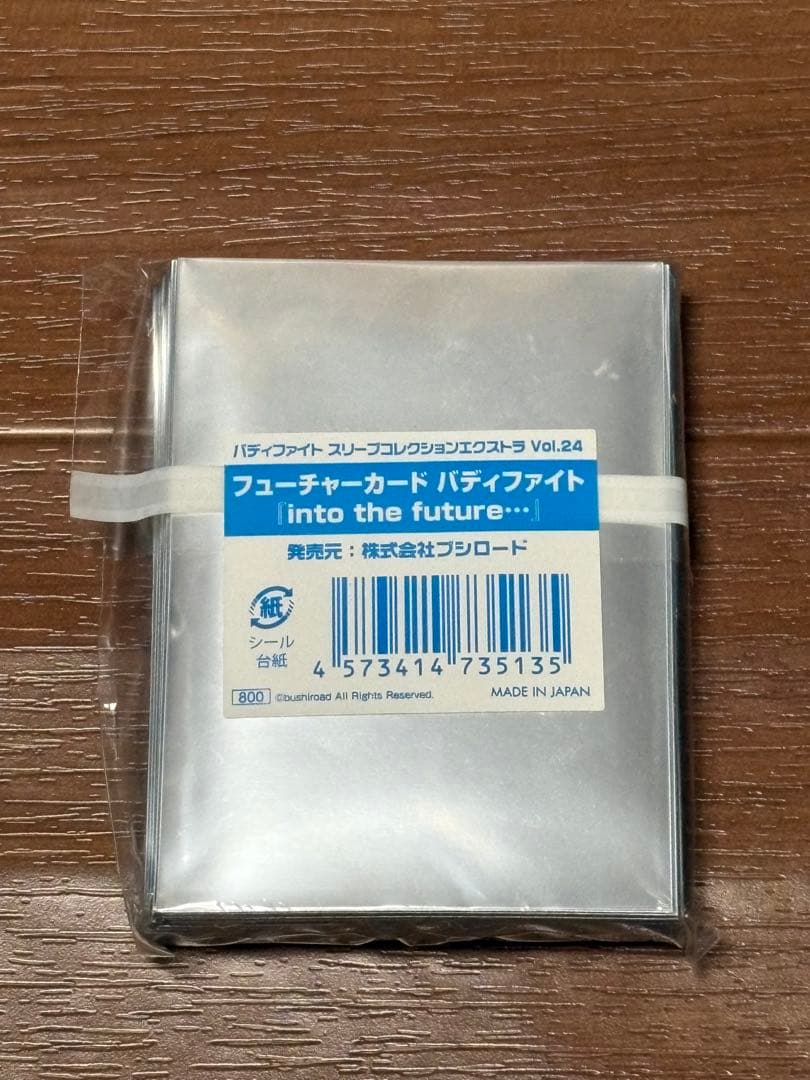 バディファイト スリーブコレクションエクストラ Vol.24
フューチャーカード バディファイト
『into the future…』
発売元：株式会社ブシロード
紙
シール
台紙
4 573414 735135
800 ©bushiroad All Rights Reserved.
MADE IN JAPAN